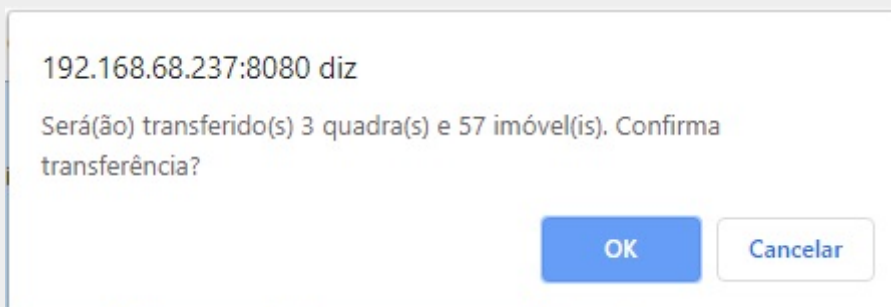 192.168.68.237:8080 diz
Será(ão) transferido(s) 3 quadra(s) e 57 imóvel(is). Confirma
transferência?
OK Cancelar